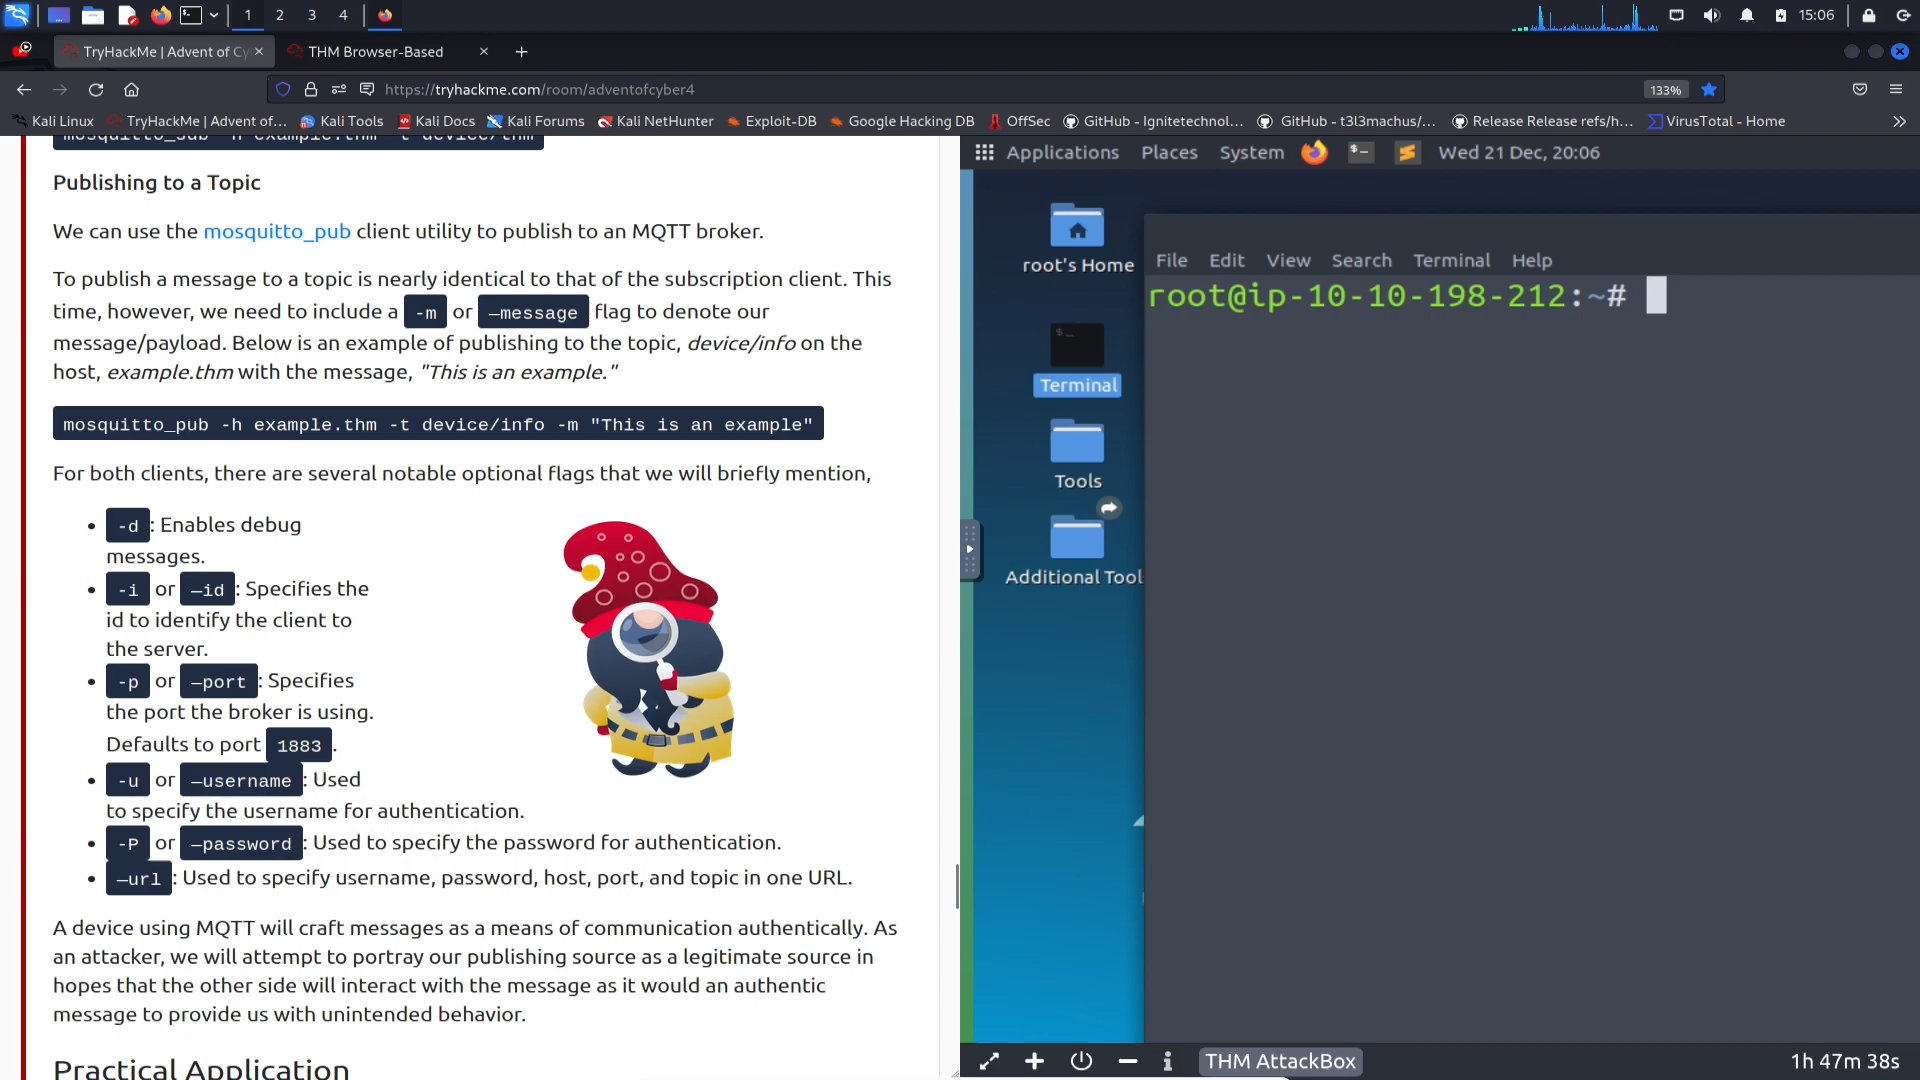 1 2 3 4
15:06
TryHackMe | Advent of Cy
THM Browser-Based
https://tryhackme.com/room/adventofcyber4
133%
Kali Linux
TryHackMe | Advent of...
Kali Tools
Kali Docs
Kali Forums
Kali NetHunter
Exploit-DB
Google Hacking DB
OffSec
GitHub - Ignitetechnol...
GitHub - t3l3machus/...
Release Release refs/h...
VirusTotal - Home
mosquitto_sub -h example.thm -t device/thm
Publishing to a Topic
We can use the mosquitto_pub client utility to publish to an MQTT broker.
To publish a message to a topic is nearly identical to that of the subscription client. This
time, however, we need to include a -m or —message flag to denote our
message/payload. Below is an example of publishing to the topic, device/info on the
host, example.thm with the message, "This is an example."
mosquitto_pub -h example.thm -t device/info -m "This is an example"
For both clients, there are several notable optional flags that we will briefly mention,
• -d: Enables debug
messages.
• -i or —id: Specifies the
id to identify the client to
the server.
• -p or —port: Specifies
the port the broker is using.
Defaults to port 1883.
• -u or —username: Used
to specify the username for authentication.
• -P or —password: Used to specify the password for authentication.
• —url: Used to specify username, password, host, port, and topic in one URL.
A device using MQTT will craft messages as a means of communication authentically. As
an attacker, we will attempt to portray our publishing source as a legitimate source in
hopes that the other side will interact with the message as it would an authentic
message to provide us with unintended behavior.
Practical Application
Applications Places System Wed 21 Dec, 20:06
root's Home
Terminal
Tools
Additional Tool
File Edit View Search Terminal Help
root@ip-10-10-198-212:~#
THM AttackBox
1h 47m 38s